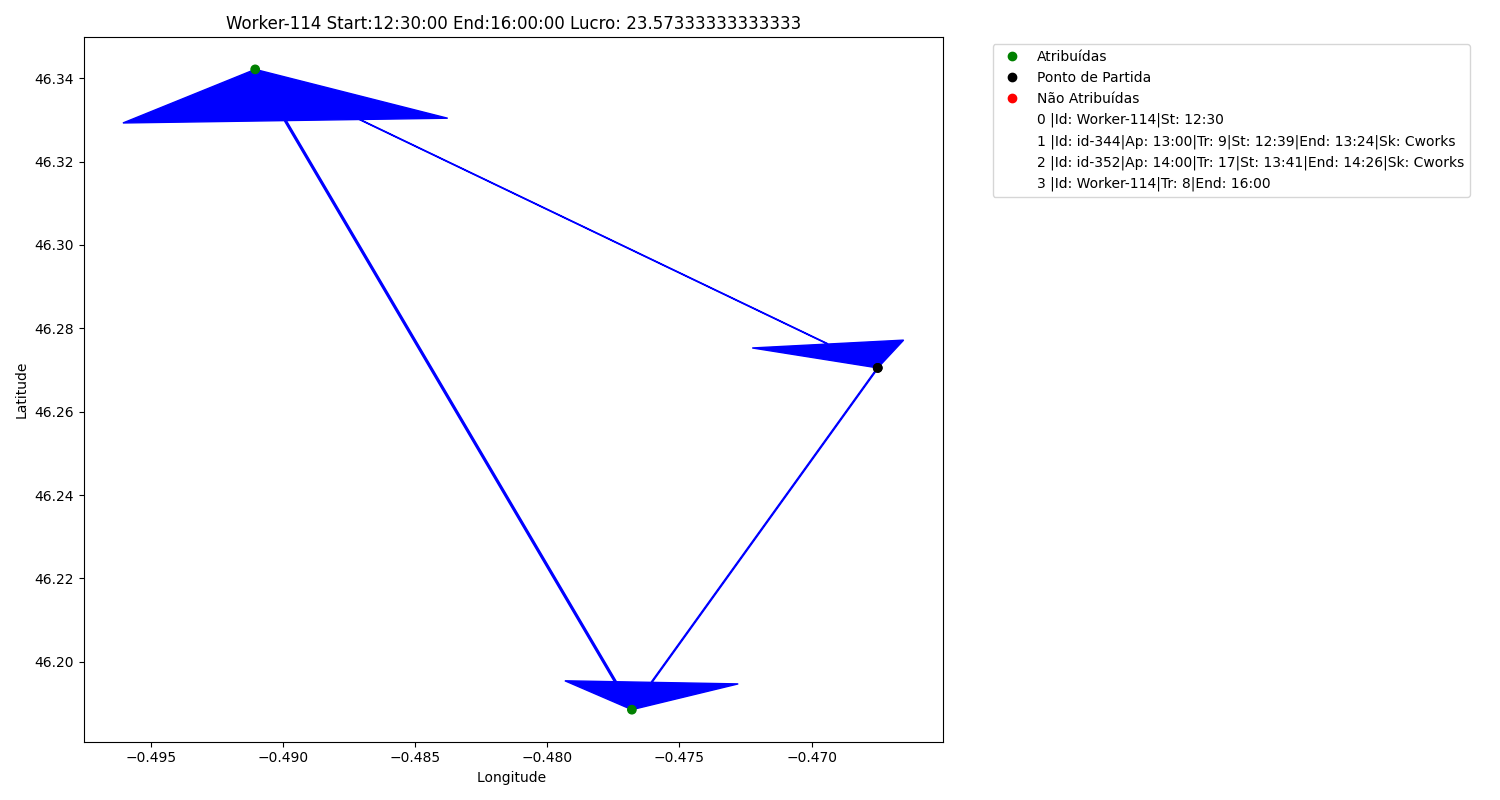 Worker-114 Start:12:30:00 End:16:00:00 Lucro: 23.57333333333333
46.34
46.32
46.30
46.28
46.26
46.24
46.22
46.20
Latitude
−0.495 −0.490 −0.485 −0.480 −0.475 −0.470
Longitude
Atribuídas
Ponto de Partida
Não Atribuídas
0 |Id: Worker-114|St: 12:30
1 |Id: id-344|Ap: 13:00|Tr: 9|St: 12:39|End: 13:24|Sk: Cworks
2 |Id: id-352|Ap: 14:00|Tr: 17|St: 13:41|End: 14:26|Sk: Cworks
3 |Id: Worker-114|Tr: 8|End: 16:00